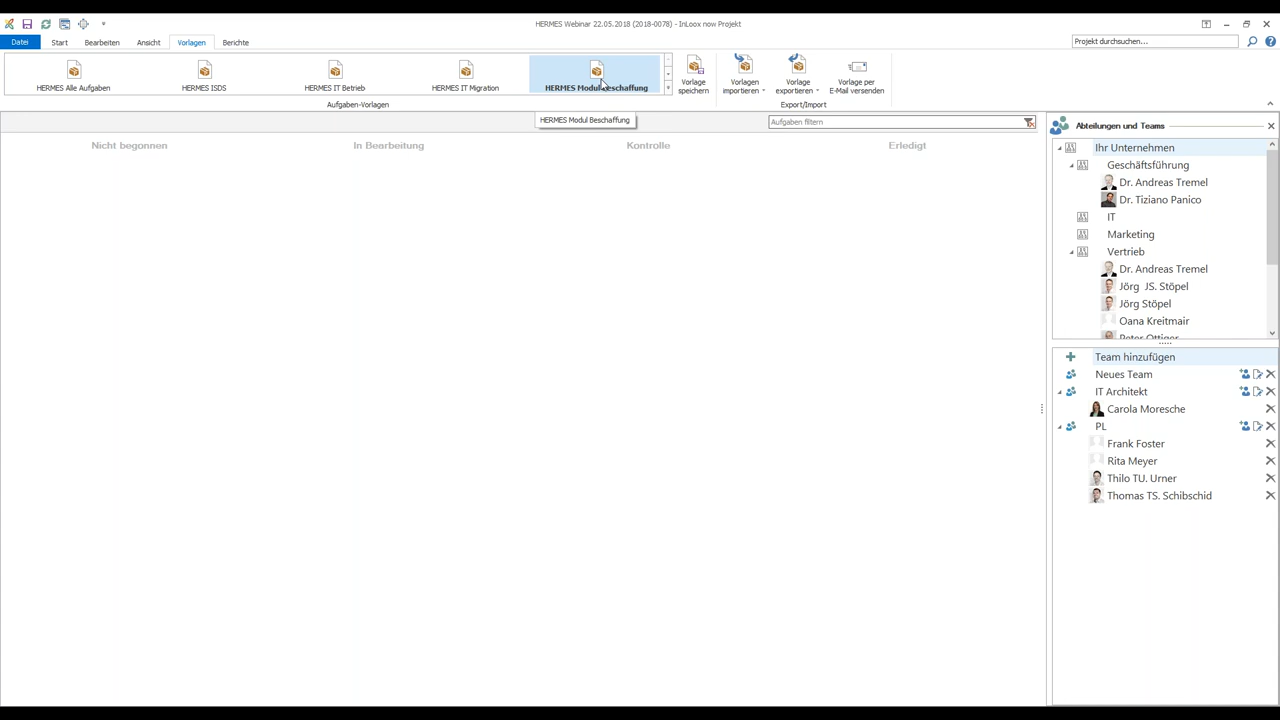 HERMES Webinar 22.05.2018 (2018-0078) - InLoox now Projekt
Datei Start Bearbeiten Ansicht Vorlagen Berichte
Projekt durchsuchen...
HERMES Alle Aufgaben
HERMES ISDS
HERMES IT Betrieb
HERMES IT Migration
HERMES Modul Beschaffung
Vorlage speichern
Vorlagen importieren
Vorlage exportieren
Vorlage per E-Mail versenden
Aufgaben-Vorlagen
Export/Import
HERMES Modul Beschaffung
Aufgaben filtern
Nicht begonnen
In Bearbeitung
Kontrolle
Erledigt
Abteilungen und Teams
Ihr Unternehmen
Geschäftsführung
Dr. Andreas Tremel
Dr. Tiziano Panico
IT
Marketing
Vertrieb
Dr. Andreas Tremel
Jörg JS. Stöpel
Jörg Stöpel
Oana Kreitmair
Peter Ottiger
Team hinzufügen
Neues Team
IT Architekt
Carola Moresche
PL
Frank Foster
Rita Meyer
Thilo TU. Urner
Thomas TS. Schibschid